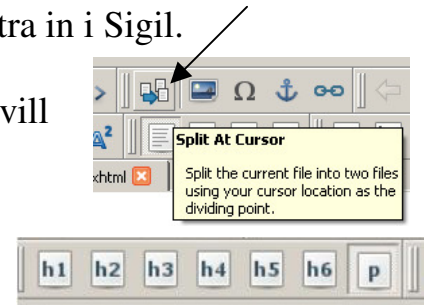 tra in i Sigil.
vill
Ω
A²
Split At Cursor
xhtml
Split the current file into two files
using your cursor location as the
dividing point.
h1 h2 h3 h4 h5 h6 p